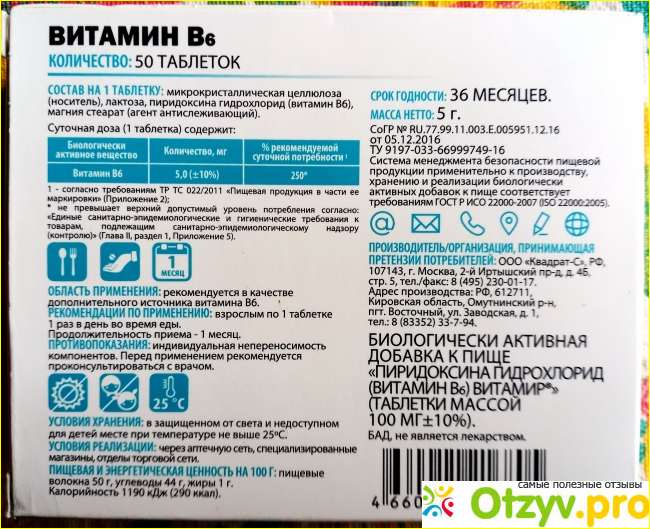 ВИТАМИН В6
КОЛИЧЕСТВО: 50 ТАБЛЕТОК
СОСТАВ НА 1 ТАБЛЕТКУ: микрокристаллическая целлюлоза
(носитель), лактоза, пиридоксина гидрохлорид (витамин В6),
магния стеарат (агент антислеживающий).
Суточная доза (1 таблетка) содержит:
Биологически активное вещество
Количество, мг
% рекомендуемой суточной потребности ¹
Витамин В6
5,0 (±10%)
250*
1 - согласно требованиям ТР ТС 022/2011 «Пищевая продукция в части ее
маркировки» (Приложение 2);
* - не превышает верхний допустимый уровень потребления согласно:
«Единые санитарно-эпидемиологические и гигиенические требования к
товарам, подлежащим санитарно-эпидемиологическому надзору
(контролю)» (Глава II, раздел 1, Приложение 5).
1
МЕСЯЦ
ОБЛАСТЬ ПРИМЕНЕНИЯ: рекомендуется в качестве
дополнительного источника витамина В6.
РЕКОМЕНДАЦИИ ПО ПРИМЕНЕНИЮ: взрослым по 1 таблетке
1 раз в день во время еды.
Продолжительность приема - 1 месяц.
ПРОТИВОПОКАЗАНИЯ: индивидуальная непереносимость
компонентов. Перед применением рекомендуется
проконсультироваться с врачом.
25°С
УСЛОВИЯ ХРАНЕНИЯ: в защищенном от света и недоступном
для детей месте при температуре не выше 25ºС.
УСЛОВИЯ РЕАЛИЗАЦИИ: через аптечную сеть, специализированные
магазины, отделы торговой сети.
ПИЩЕВАЯ И ЭНЕРГЕТИЧЕСКАЯ ЦЕННОСТЬ НА 100 Г: пищевые
волокна 50 г, углеводы 44 г, жиры 1 г.
Калорийность 1190 кДж (290 ккал).
СРОК ГОДНОСТИ: 36 МЕСЯЦЕВ.
МАССА НЕТТО: 5 г.
СоГР № RU.77.99.11.003.Е.005951.12.16
от 05.12.2016
ТУ 9197-033-66999749-16
Система менеджмента безопасности пищевой
продукции применительно к производству,
хранению и реализации биологически
активных добавок к пище соответствует
требованиям ГОСТ Р ИСО 22000-2007 (ISO 22000:2005).
ПРОИЗВОДИТЕЛЬ/ОРГАНИЗАЦИЯ, ПРИНИМАЮЩАЯ
ПРЕТЕНЗИИ ПОТРЕБИТЕЛЕЙ: ООО «Квадрат-С», РФ,
107143, г. Москва, 2-й Иртышский пр-д, д. 4Б,
стр. 5, тел./факс: 8 (495) 230-01-17.
Адрес производства: РФ, 612711,
Кировская область, Омутнинский р-н,
пгт. Восточный, ул. Заводская, д. 1,
тел.: 8 (83352) 33-7-94.
БИОЛОГИЧЕСКИ АКТИВНАЯ
ДОБАВКА К ПИЩЕ
«ПИРИДОКСИНА ГИДРОХЛОРИД
(ВИТАМИН В6) ВИТАМИР®»
(ТАБЛЕТКИ МАССОЙ
100 МГ±10%).
БАД, не является лекарством.
4 660
самые полезные отзывы
Otzyv.pro